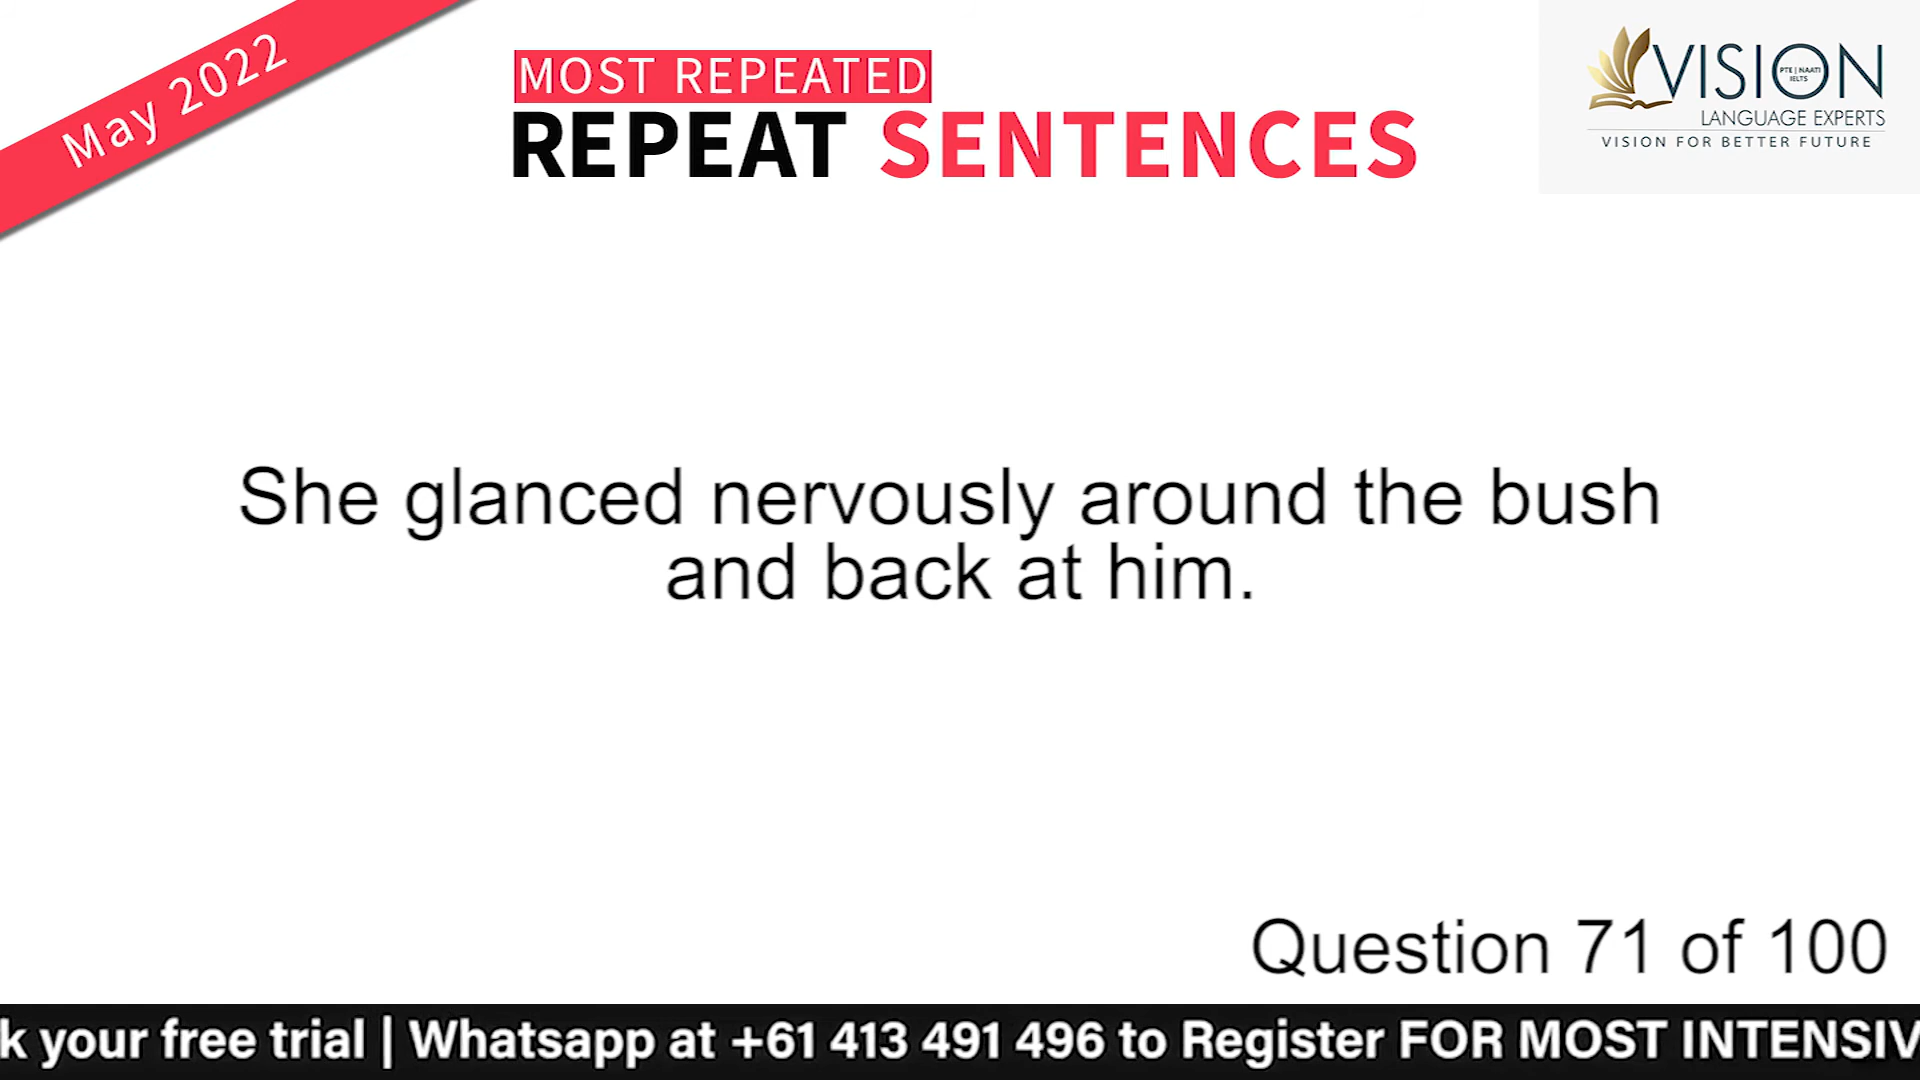 May 2022
MOST REPEATED
REPEAT SENTENCES
VISION
PTE | NAATI
IELTS
LANGUAGE EXPERTS
VISION FOR BETTER FUTURE
She glanced nervously around the bush
and back at him.
Question 71 of 100
k your free trial | Whatsapp at +61 413 491 496 to Register FOR MOST INTENSIV